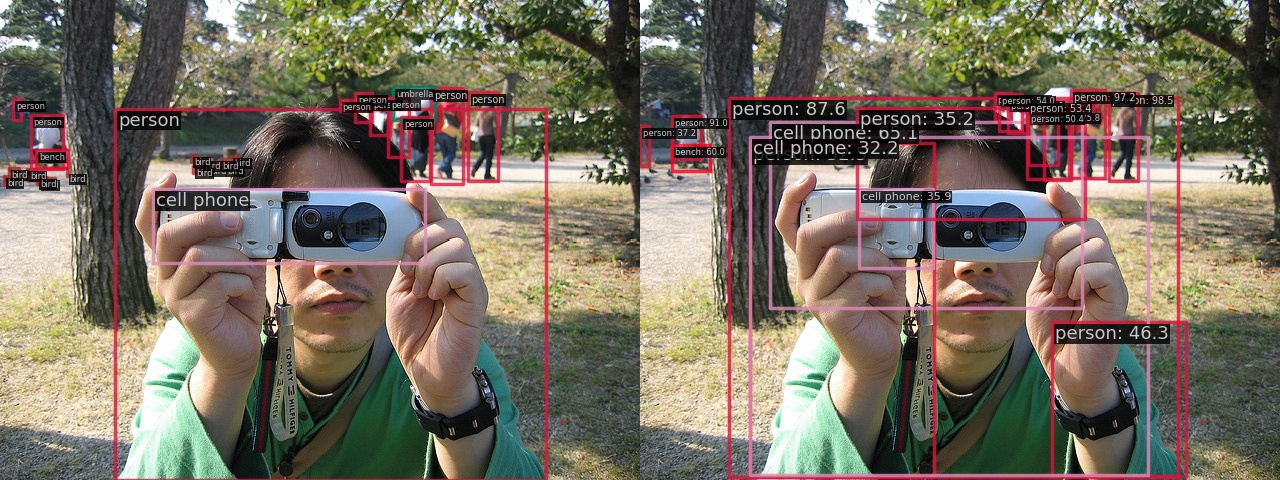 person
person
bench
bird
bird
bird
bird
bird
bird
person
cell phone
person
person
umbrella
person
person
person
person
TOMMY HILFIGER
person: 87.6
person: 35.2
cell phone: 65.1
cell phone: 32.2
cell phone: 35.9
person: 46.3
person: 91.0
person: 37.2
bench: 60.0
person: 54.0
person: 97.2
person: 53.4
person: 50.4
98.5
TOMMY HILFIGER